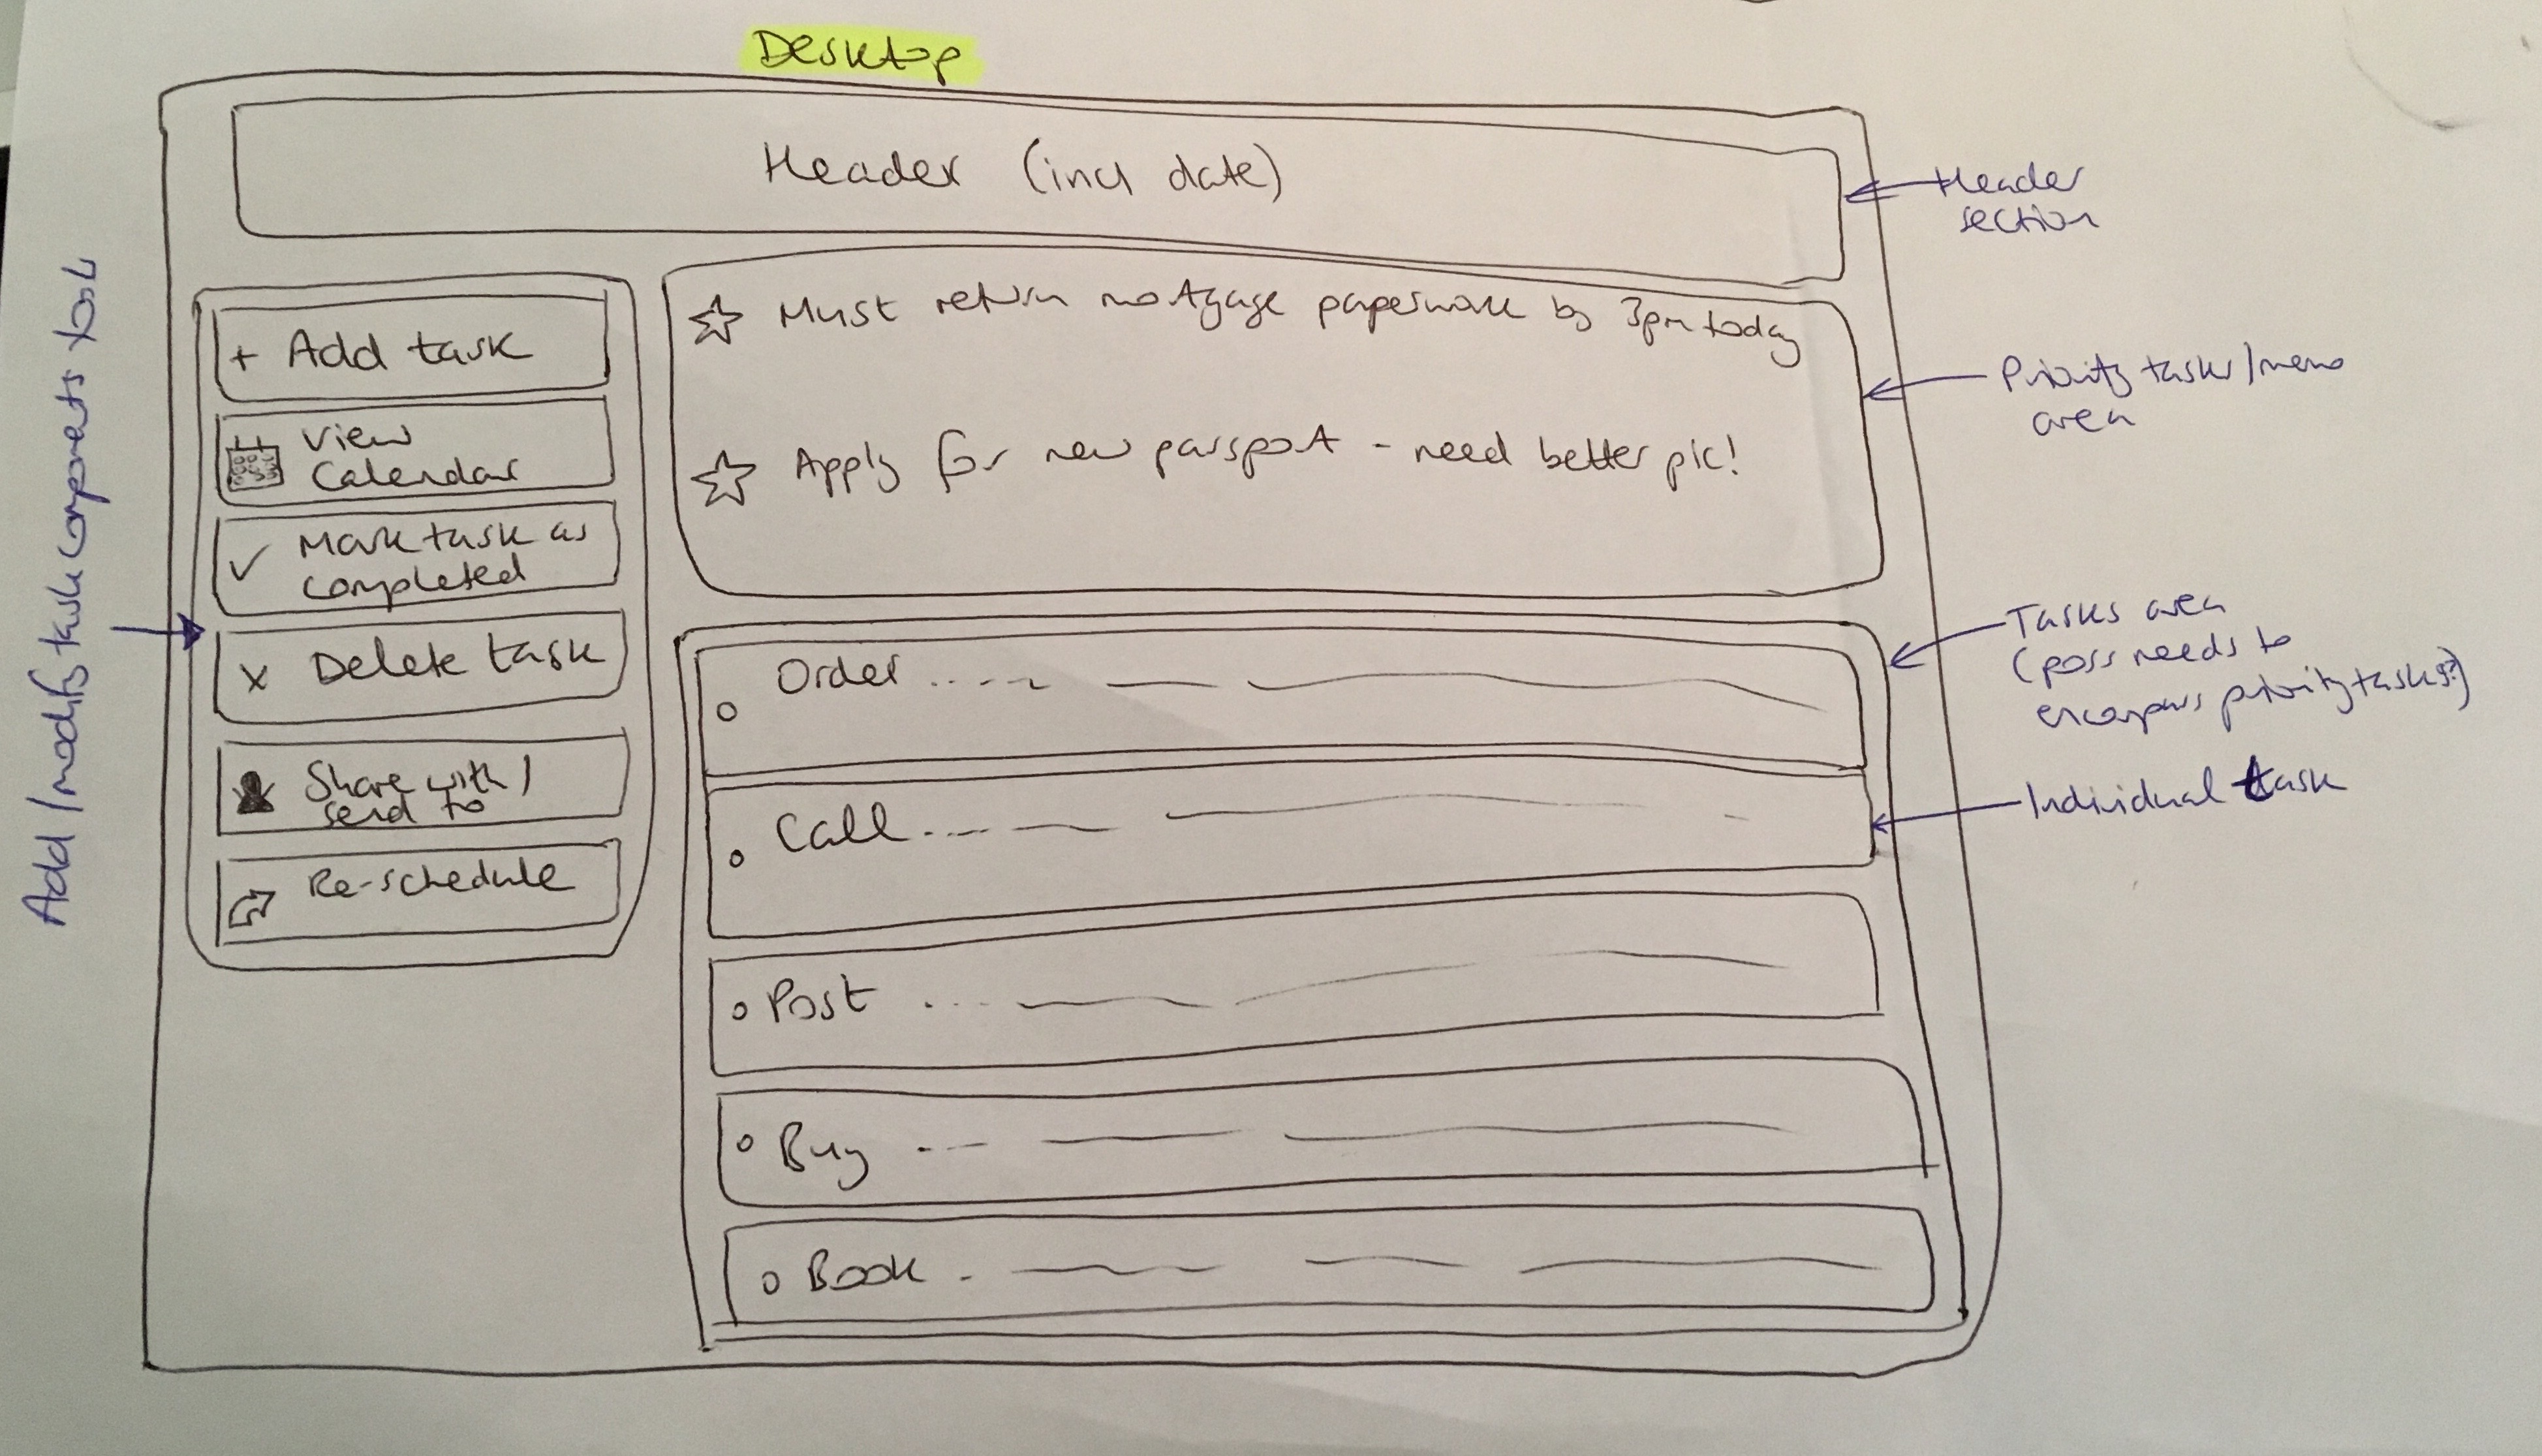 Desktop
Header (incl date)
Header
section
+ Add task
View
Calendar
✓ Mark task as
completed
x Delete task
Share with /
send to
Re-schedule
Add/modify task components
☆ Must return mortgage paperwork by 3pm today
☆ Apply for new passport - need better pic!
Priority tasks/memo
area
Order ....
Call ....
Post ....
Buy ...
Book .
Tasks area
(poss needs to
encompass priority tasks?)
Individual task